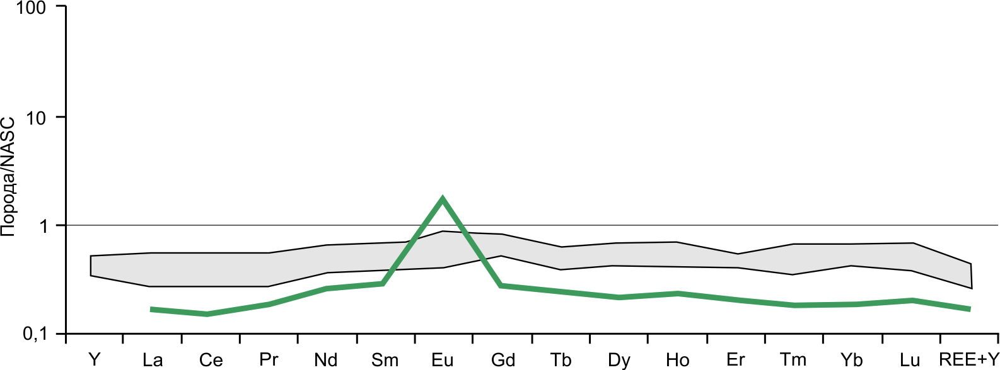 100
10
1
0,1
Порода/NASC
Y La Ce Pr Nd Sm Eu Gd Tb Dy Ho Er Tm Yb Lu REE+Y